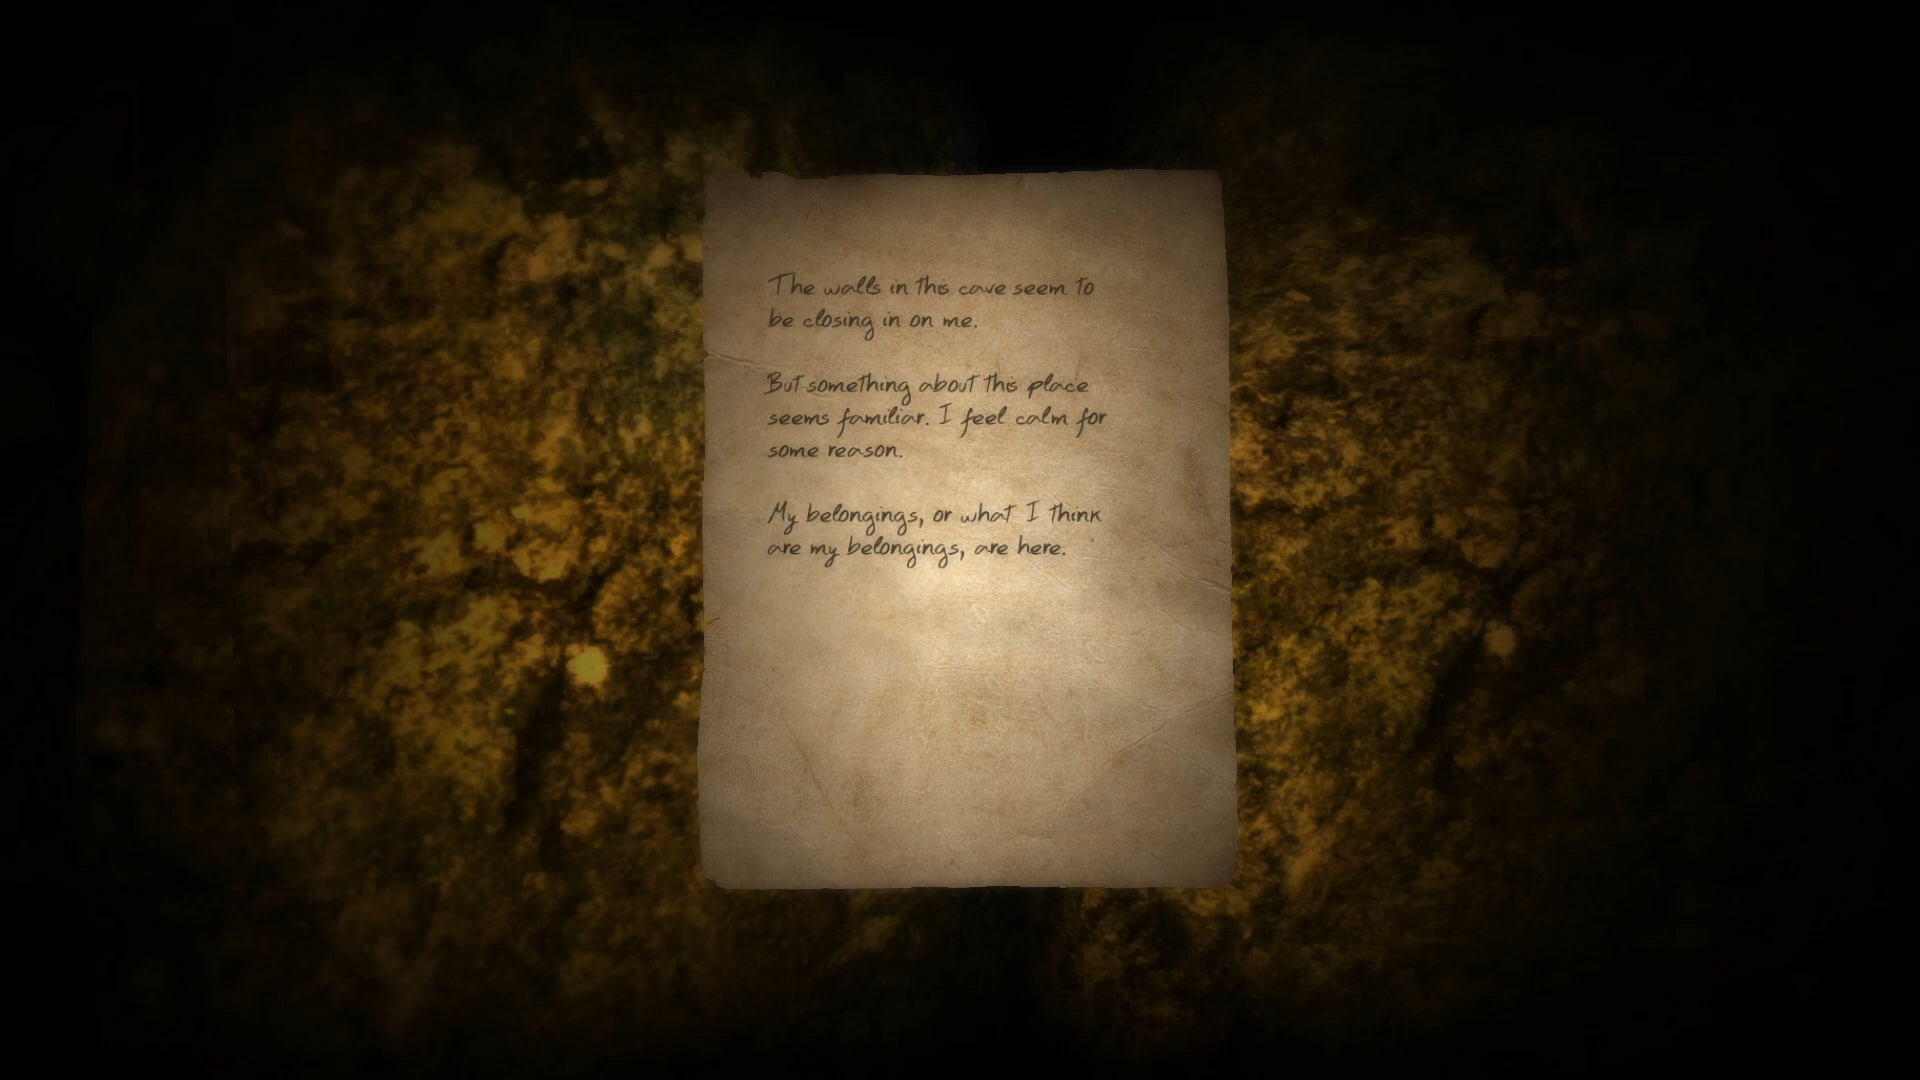 The walls in this cave seem to
be closing in on me.
But something about this place
seems familiar. I feel calm for
some reason.
My belongings, or what I think
are my belongings, are here.